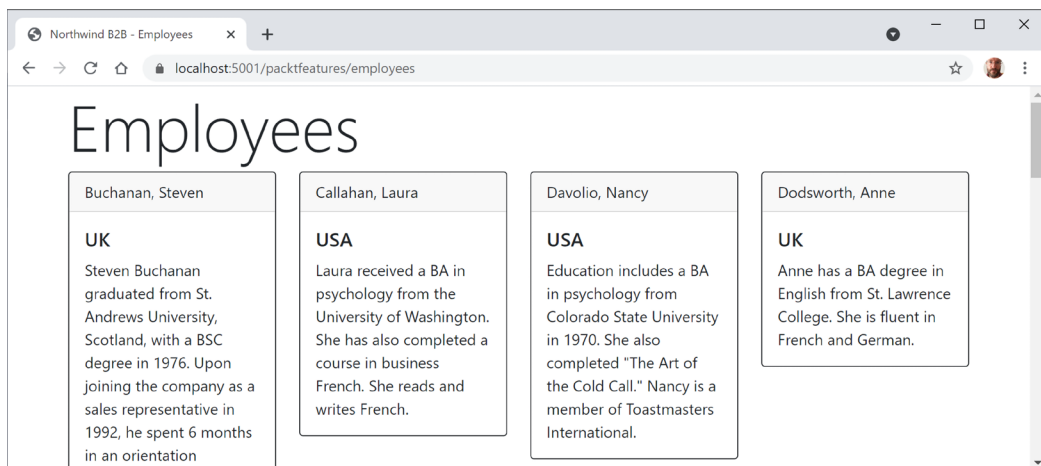 Northwind B2B - Employees
localhost:5001/packtfeatures/employees
Employees
Buchanan, Steven
UK
Steven Buchanan
graduated from St.
Andrews University,
Scotland, with a BSC
degree in 1976. Upon
joining the company as a
sales representative in
1992, he spent 6 months
in an orientation
Callahan, Laura
USA
Laura received a BA in
psychology from the
University of Washington.
She has also completed a
course in business
French. She reads and
writes French.
Davolio, Nancy
USA
Education includes a BA
in psychology from
Colorado State University
in 1970. She also
completed "The Art of
the Cold Call." Nancy is a
member of Toastmasters
International.
Dodsworth, Anne
UK
Anne has a BA degree in
English from St. Lawrence
College. She is fluent in
French and German.